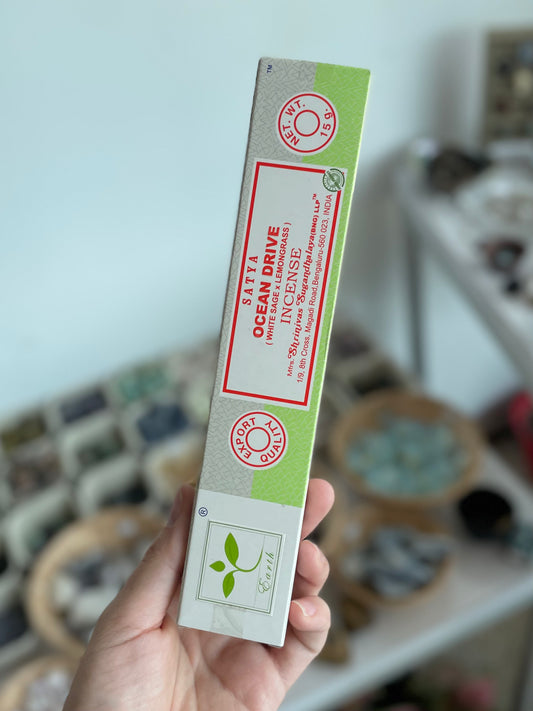 TM
NET. WT. 15 g.
SATYA
OCEAN DRIVE
( WHITE SAGE x LEMONGRASS )
INCENSE
Mfrs. Shrinivas Sugandhalaya (BNG) LLP™
1/9, 8th Cross, Magadi Road, Bengaluru-560 023, INDIA
EXPORT QUALITY
®
Earth